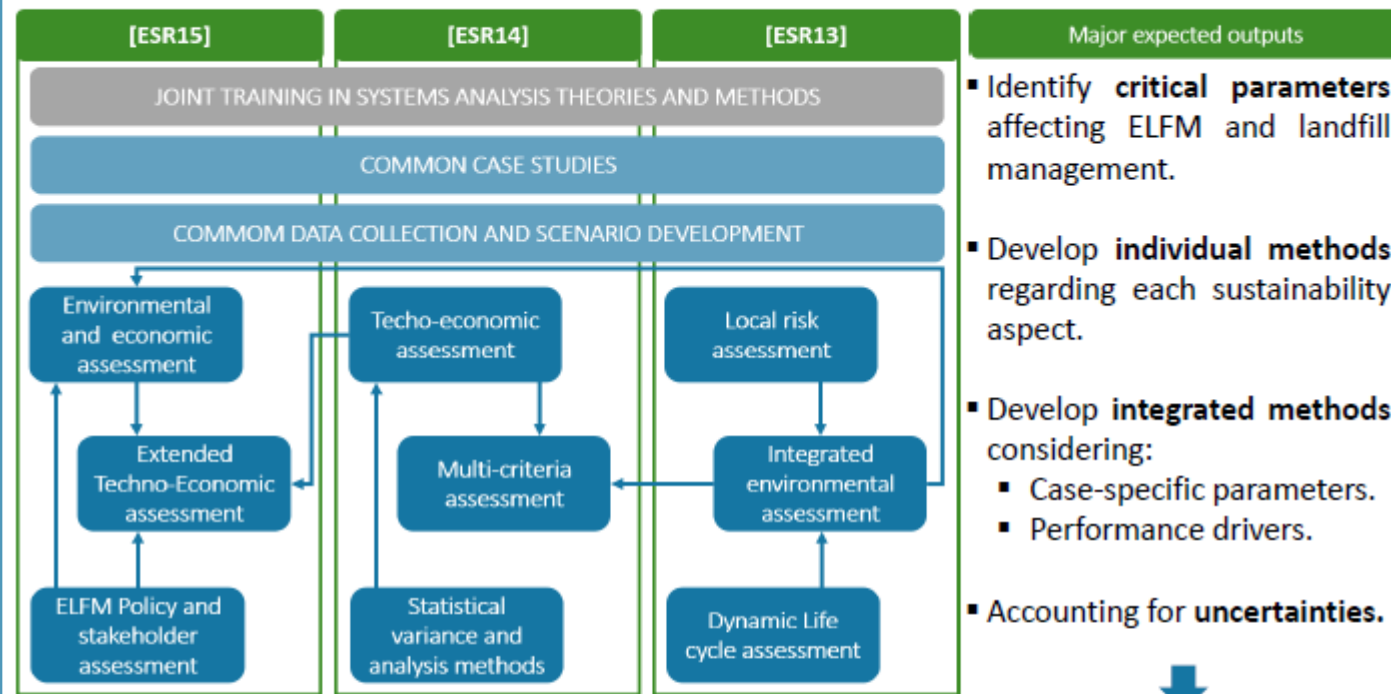 [ESR15]
[ESR14]
[ESR13]
JOINT TRAINING IN SYSTEMS ANALYSIS THEORIES AND METHODS
COMMON CASE STUDIES
COMMOM DATA COLLECTION AND SCENARIO DEVELOPMENT
Environmental
and economic
assessment
Techo-economic
assessment
Local risk
assessment
Extended
Techno-Economic
assessment
Multi-criteria
assessment
Integrated
environmental
assessment
ELFM Policy and
stakeholder
assessment
Statistical
variance and
analysis methods
Dynamic Life
cycle assessment
Major expected outputs
▪ Identify critical parameters
affecting ELFM and landfill
management.
▪ Develop individual methods
regarding each sustainability
aspect.
▪ Develop integrated methods
considering:
▪ Case-specific parameters.
▪ Performance drivers.
▪ Accounting for uncertainties.